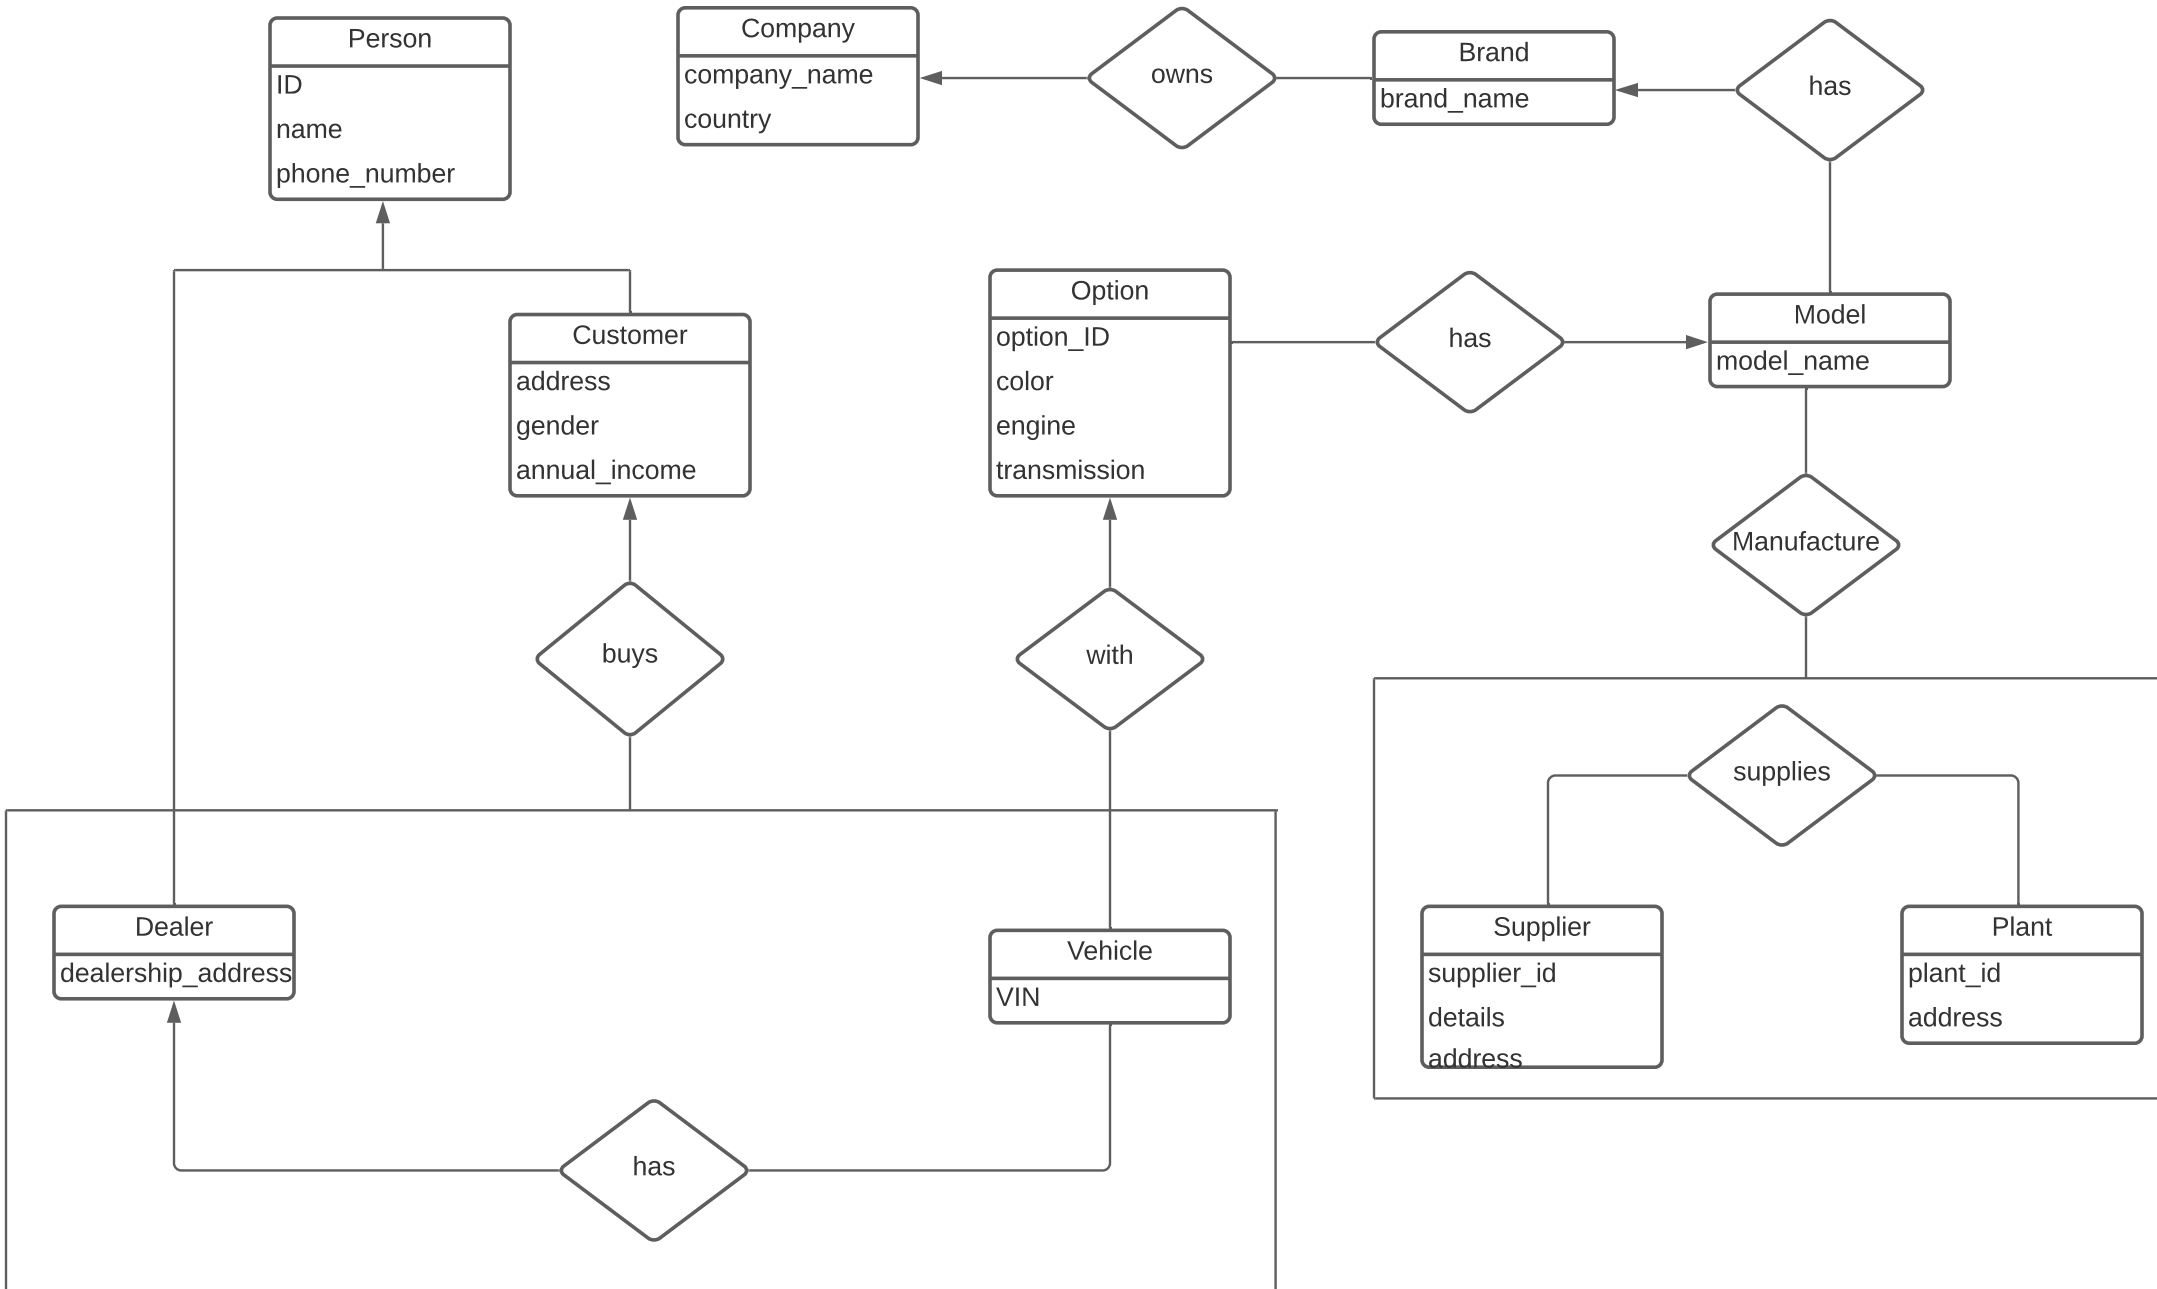 Person
ID
name
phone_number
Company
company_name
country
owns
Brand
brand_name
has
Customer
address
gender
annual_income
Option
option_ID
color
engine
transmission
has
Model
model_name
Manufacture
buys
with
supplies
Dealer
dealership_address
Vehicle
VIN
Supplier
supplier_id
details
address
Plant
plant_id
address
has